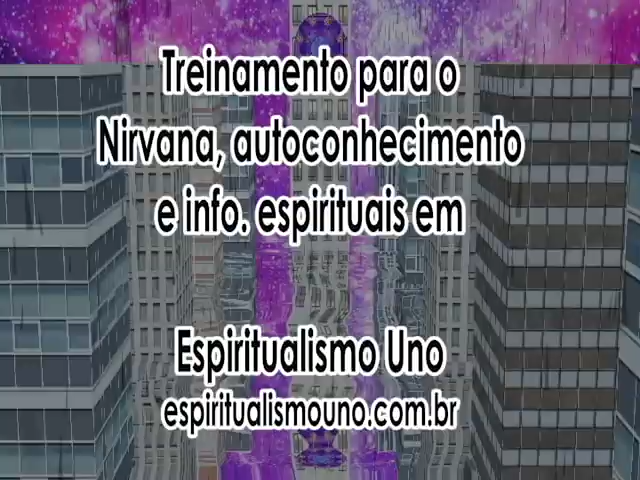 Treinamento para o
Nirvana, autoconhecimento
e info. espirituais em
Espiritualismo Uno
espiritualismouno.com.br